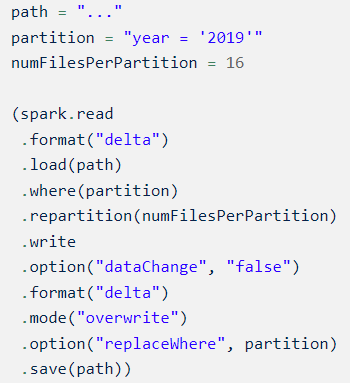 path = "..."
partition = "year = '2019'"
numFilesPerPartition = 16

(spark.read
 .format("delta")
 .load(path)
 .where(partition)
 .repartition(numFilesPerPartition)
 .write
 .option("dataChange", "false")
 .format("delta")
 .mode("overwrite")
 .option("replaceWhere", partition)
 .save(path))